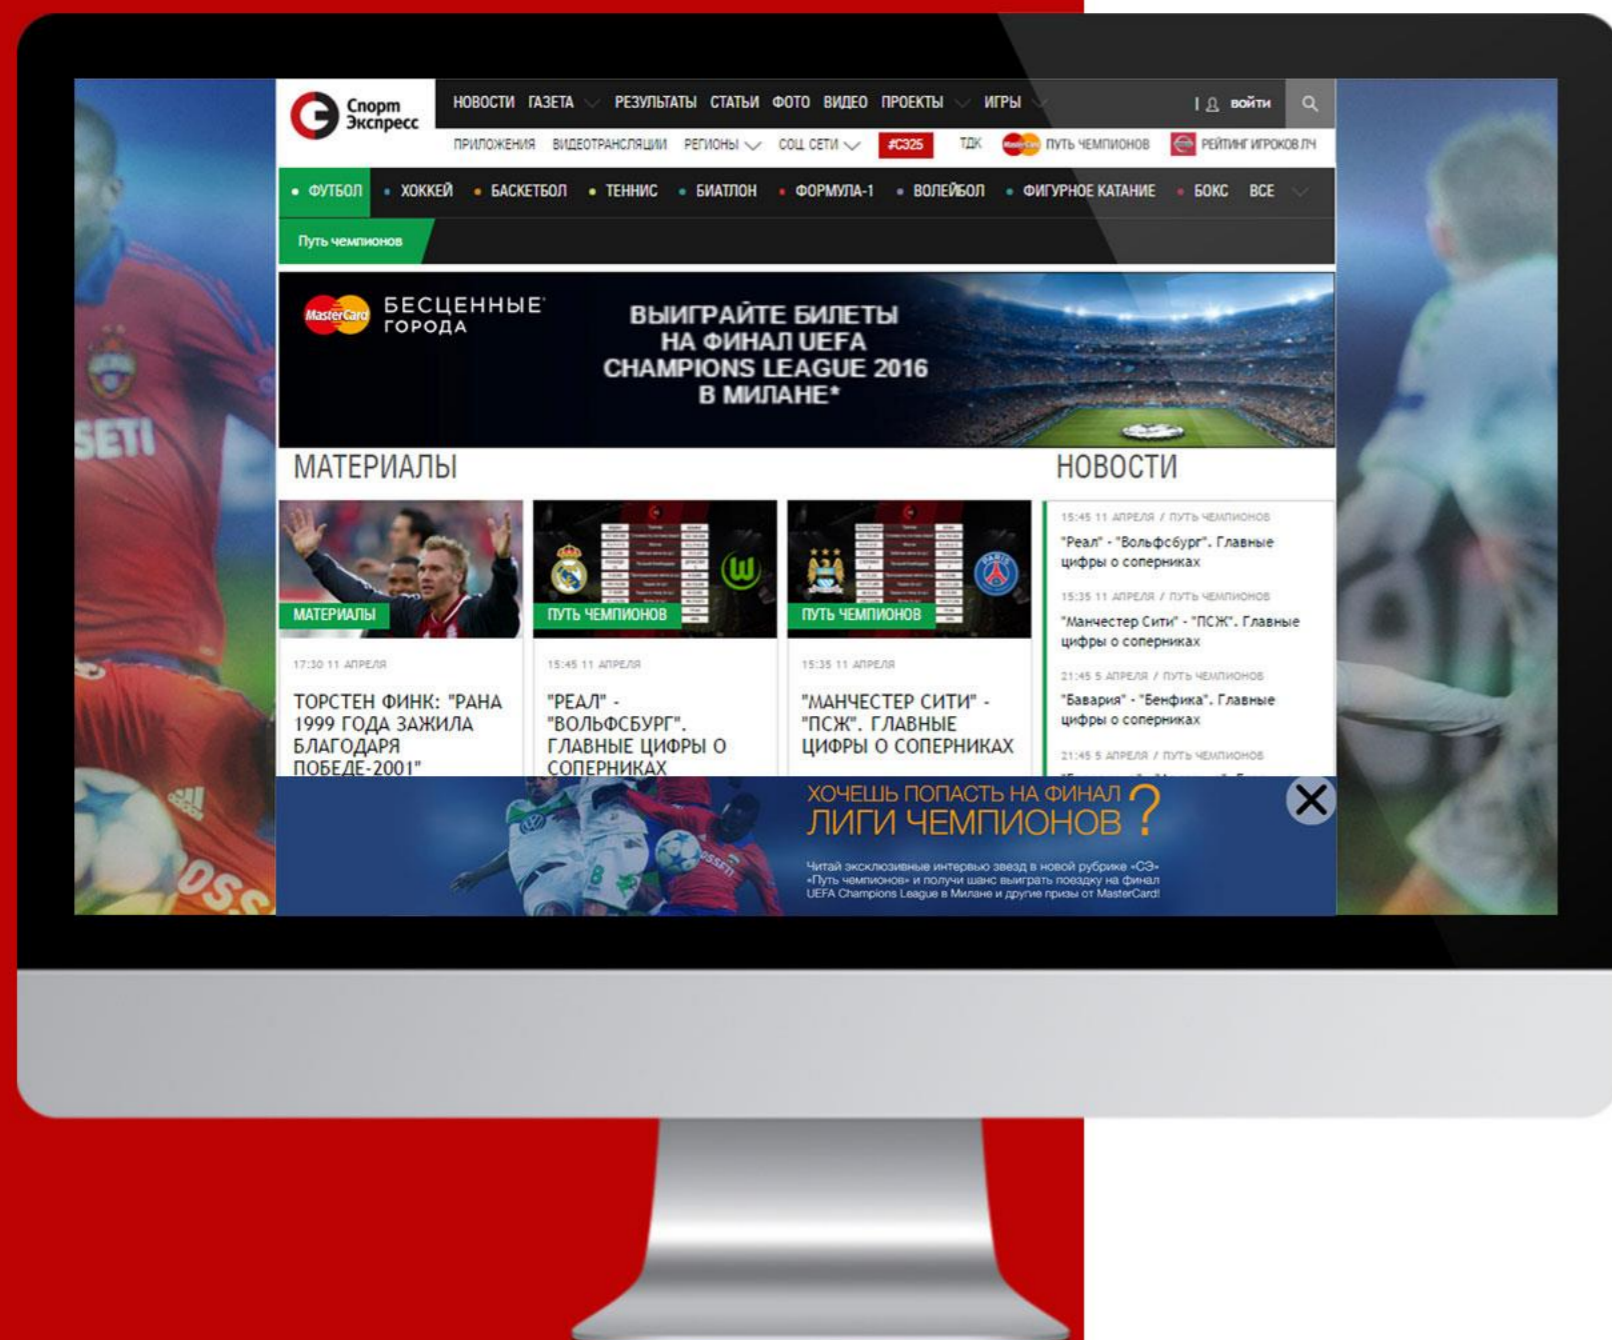 Спорт
Экспресс
НОВОСТИ ГАЗЕТА РЕЗУЛЬТАТЫ СТАТЬИ ФОТО ВИДЕО ПРОЕКТЫ ИГРЫ
| ВОЙТИ
ПРИЛОЖЕНИЯ ВИДЕОТРАНСЛЯЦИИ РЕГИОНЫ СОЦ. СЕТИ #СЭ25 ТДК MasterCard ПУТЬ ЧЕМПИОНОВ РЕЙТИНГ ИГРОКОВ ЛЧ
• ФУТБОЛ • ХОККЕЙ • БАСКЕТБОЛ • ТЕННИС • БИАТЛОН • ФОРМУЛА-1 • ВОЛЕЙБОЛ • ФИГУРНОЕ КАТАНИЕ • БОКС ВСЕ
Путь чемпионов
MasterCard
БЕСЦЕННЫЕ
ГОРОДА
ВЫИГРАЙТЕ БИЛЕТЫ
НА ФИНАЛ UEFA
CHAMPIONS LEAGUE 2016
В МИЛАНЕ*
SETI
МАТЕРИАЛЫ
МАТЕРИАЛЫ
17:30 11 АПРЕЛЯ
ТОРСТЕН ФИНК: "РАНА
1999 ГОДА ЗАЖИЛА
БЛАГОДАРЯ
ПОБЕДЕ-2001"
ПУТЬ ЧЕМПИОНОВ
15:45 11 АПРЕЛЯ
"РЕАЛ" -
"ВОЛЬФСБУРГ".
ГЛАВНЫЕ ЦИФРЫ О
СОПЕРНИКАХ
ПУТЬ ЧЕМПИОНОВ
15:35 11 АПРЕЛЯ
"МАНЧЕСТЕР СИТИ" -
"ПСЖ". ГЛАВНЫЕ
ЦИФРЫ О СОПЕРНИКАХ
НОВОСТИ
15:45 11 АПРЕЛЯ / ПУТЬ ЧЕМПИОНОВ
"Реал" - "Вольфсбург". Главные
цифры о соперниках
15:35 11 АПРЕЛЯ / ПУТЬ ЧЕМПИОНОВ
"Манчестер Сити" - "ПСЖ". Главные
цифры о соперниках
21:45 5 АПРЕЛЯ / ПУТЬ ЧЕМПИОНОВ
"Бавария" - "Бенфика". Главные
цифры о соперниках
21:45 5 АПРЕЛЯ / ПУТЬ ЧЕМПИОНОВ
ХОЧЕШЬ ПОПАСТЬ НА ФИНАЛ
ЛИГИ ЧЕМПИОНОВ ?
Читай эксклюзивные интервью звезд в новой рубрике «СЭ»
«Путь чемпионов» и получи шанс выиграть поездку на финал
UEFA Champions League в Милане и другие призы от MasterCard!